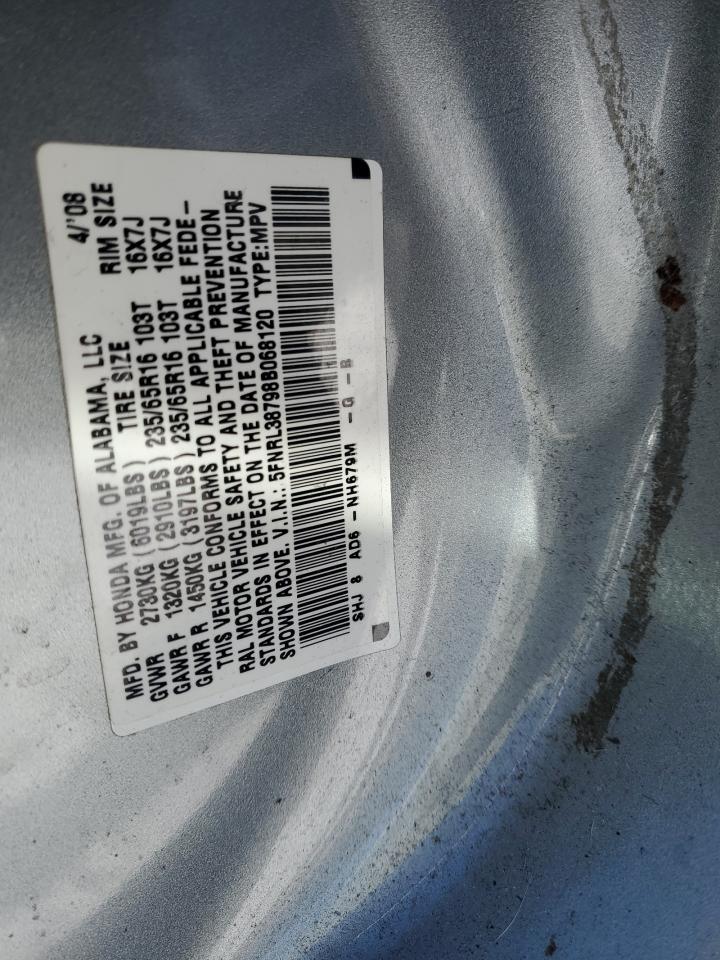 MFD. BY HONDA MFG. OF ALABAMA, LLC 4/'08
GVWR 2730KG (6019LBS) TIRE SIZE RIM SIZE
GAWR F 1320KG (2910LBS) 235/65R16 103T 16X7J
GAWR R 1450KG (3197LBS) 235/65R16 103T 16X7J
THIS VEHICLE CONFORMS TO ALL APPLICABLE FEDE-
RAL MOTOR VEHICLE SAFETY AND THEFT PREVENTION
STANDARDS IN EFFECT ON THE DATE OF MANUFACTURE
SHOWN ABOVE. V.I.N.: 5FNRL38798B068120 TYPE:MPV
SHJ 8 AD6 -NH679M -G -B